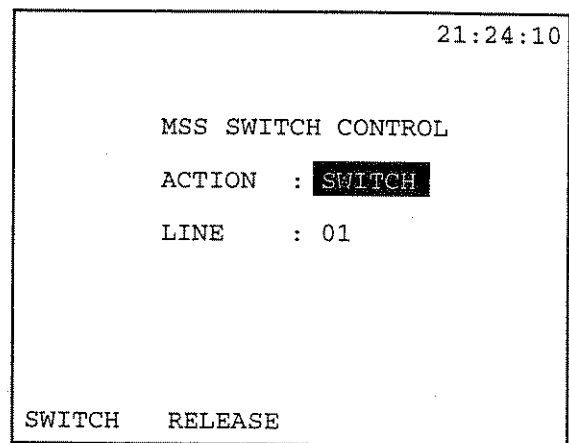 21:24:10
MSS SWITCH CONTROL
ACTION : SWITCH
LINE : 01
SWITCH RELEASE